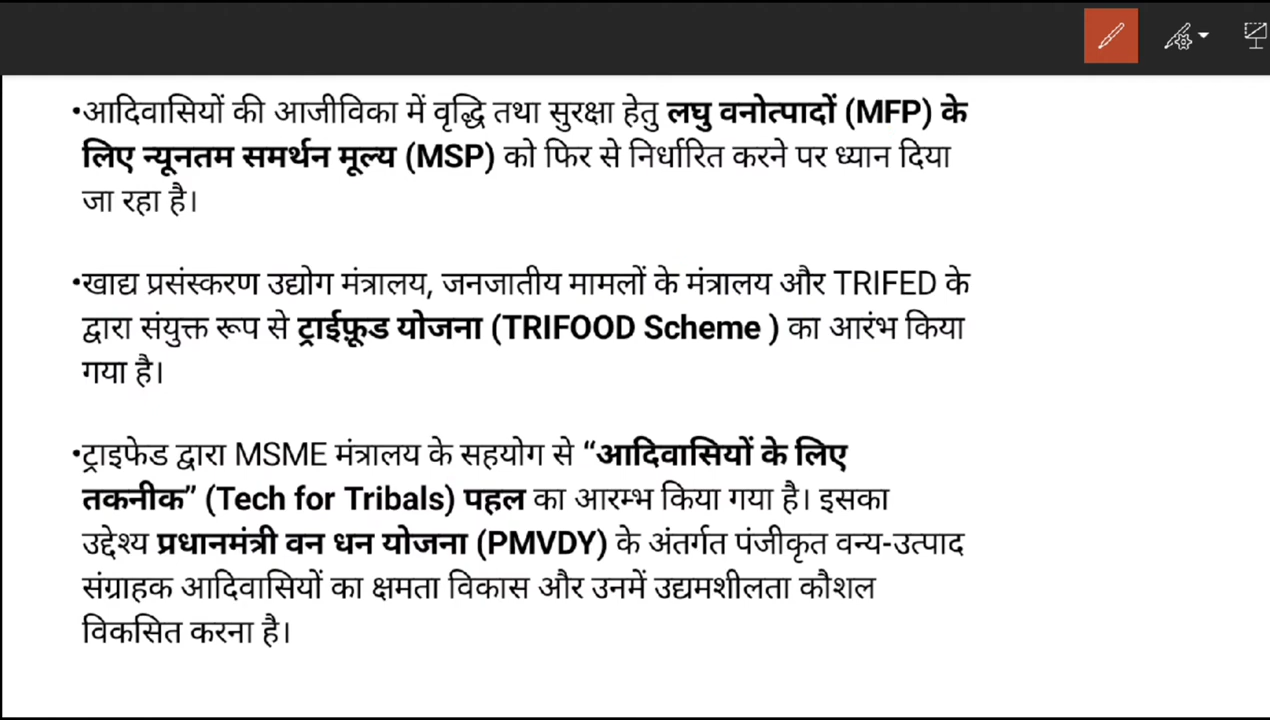 •आदिवासियों की आजीविका में वृद्धि तथा सुरक्षा हेतु लघु वनोत्पादों (MFP) के
लिए न्यूनतम समर्थन मूल्य (MSP) को फिर से निर्धारित करने पर ध्यान दिया
जा रहा है।
•खाद्य प्रसंस्करण उद्योग मंत्रालय, जनजातीय मामलों के मंत्रालय और TRIFED के
द्वारा संयुक्त रूप से ट्राईफ़ूड योजना (TRIFOOD Scheme ) का आरंभ किया
गया है।
•ट्राइफेड द्वारा MSME मंत्रालय के सहयोग से “आदिवासियों के लिए
तकनीक” (Tech for Tribals) पहल का आरम्भ किया गया है। इसका
उद्देश्य प्रधानमंत्री वन धन योजना (PMVDY) के अंतर्गत पंजीकृत वन्य-उत्पाद
संग्राहक आदिवासियों का क्षमता विकास और उनमें उद्यमशीलता कौशल
विकसित करना है।